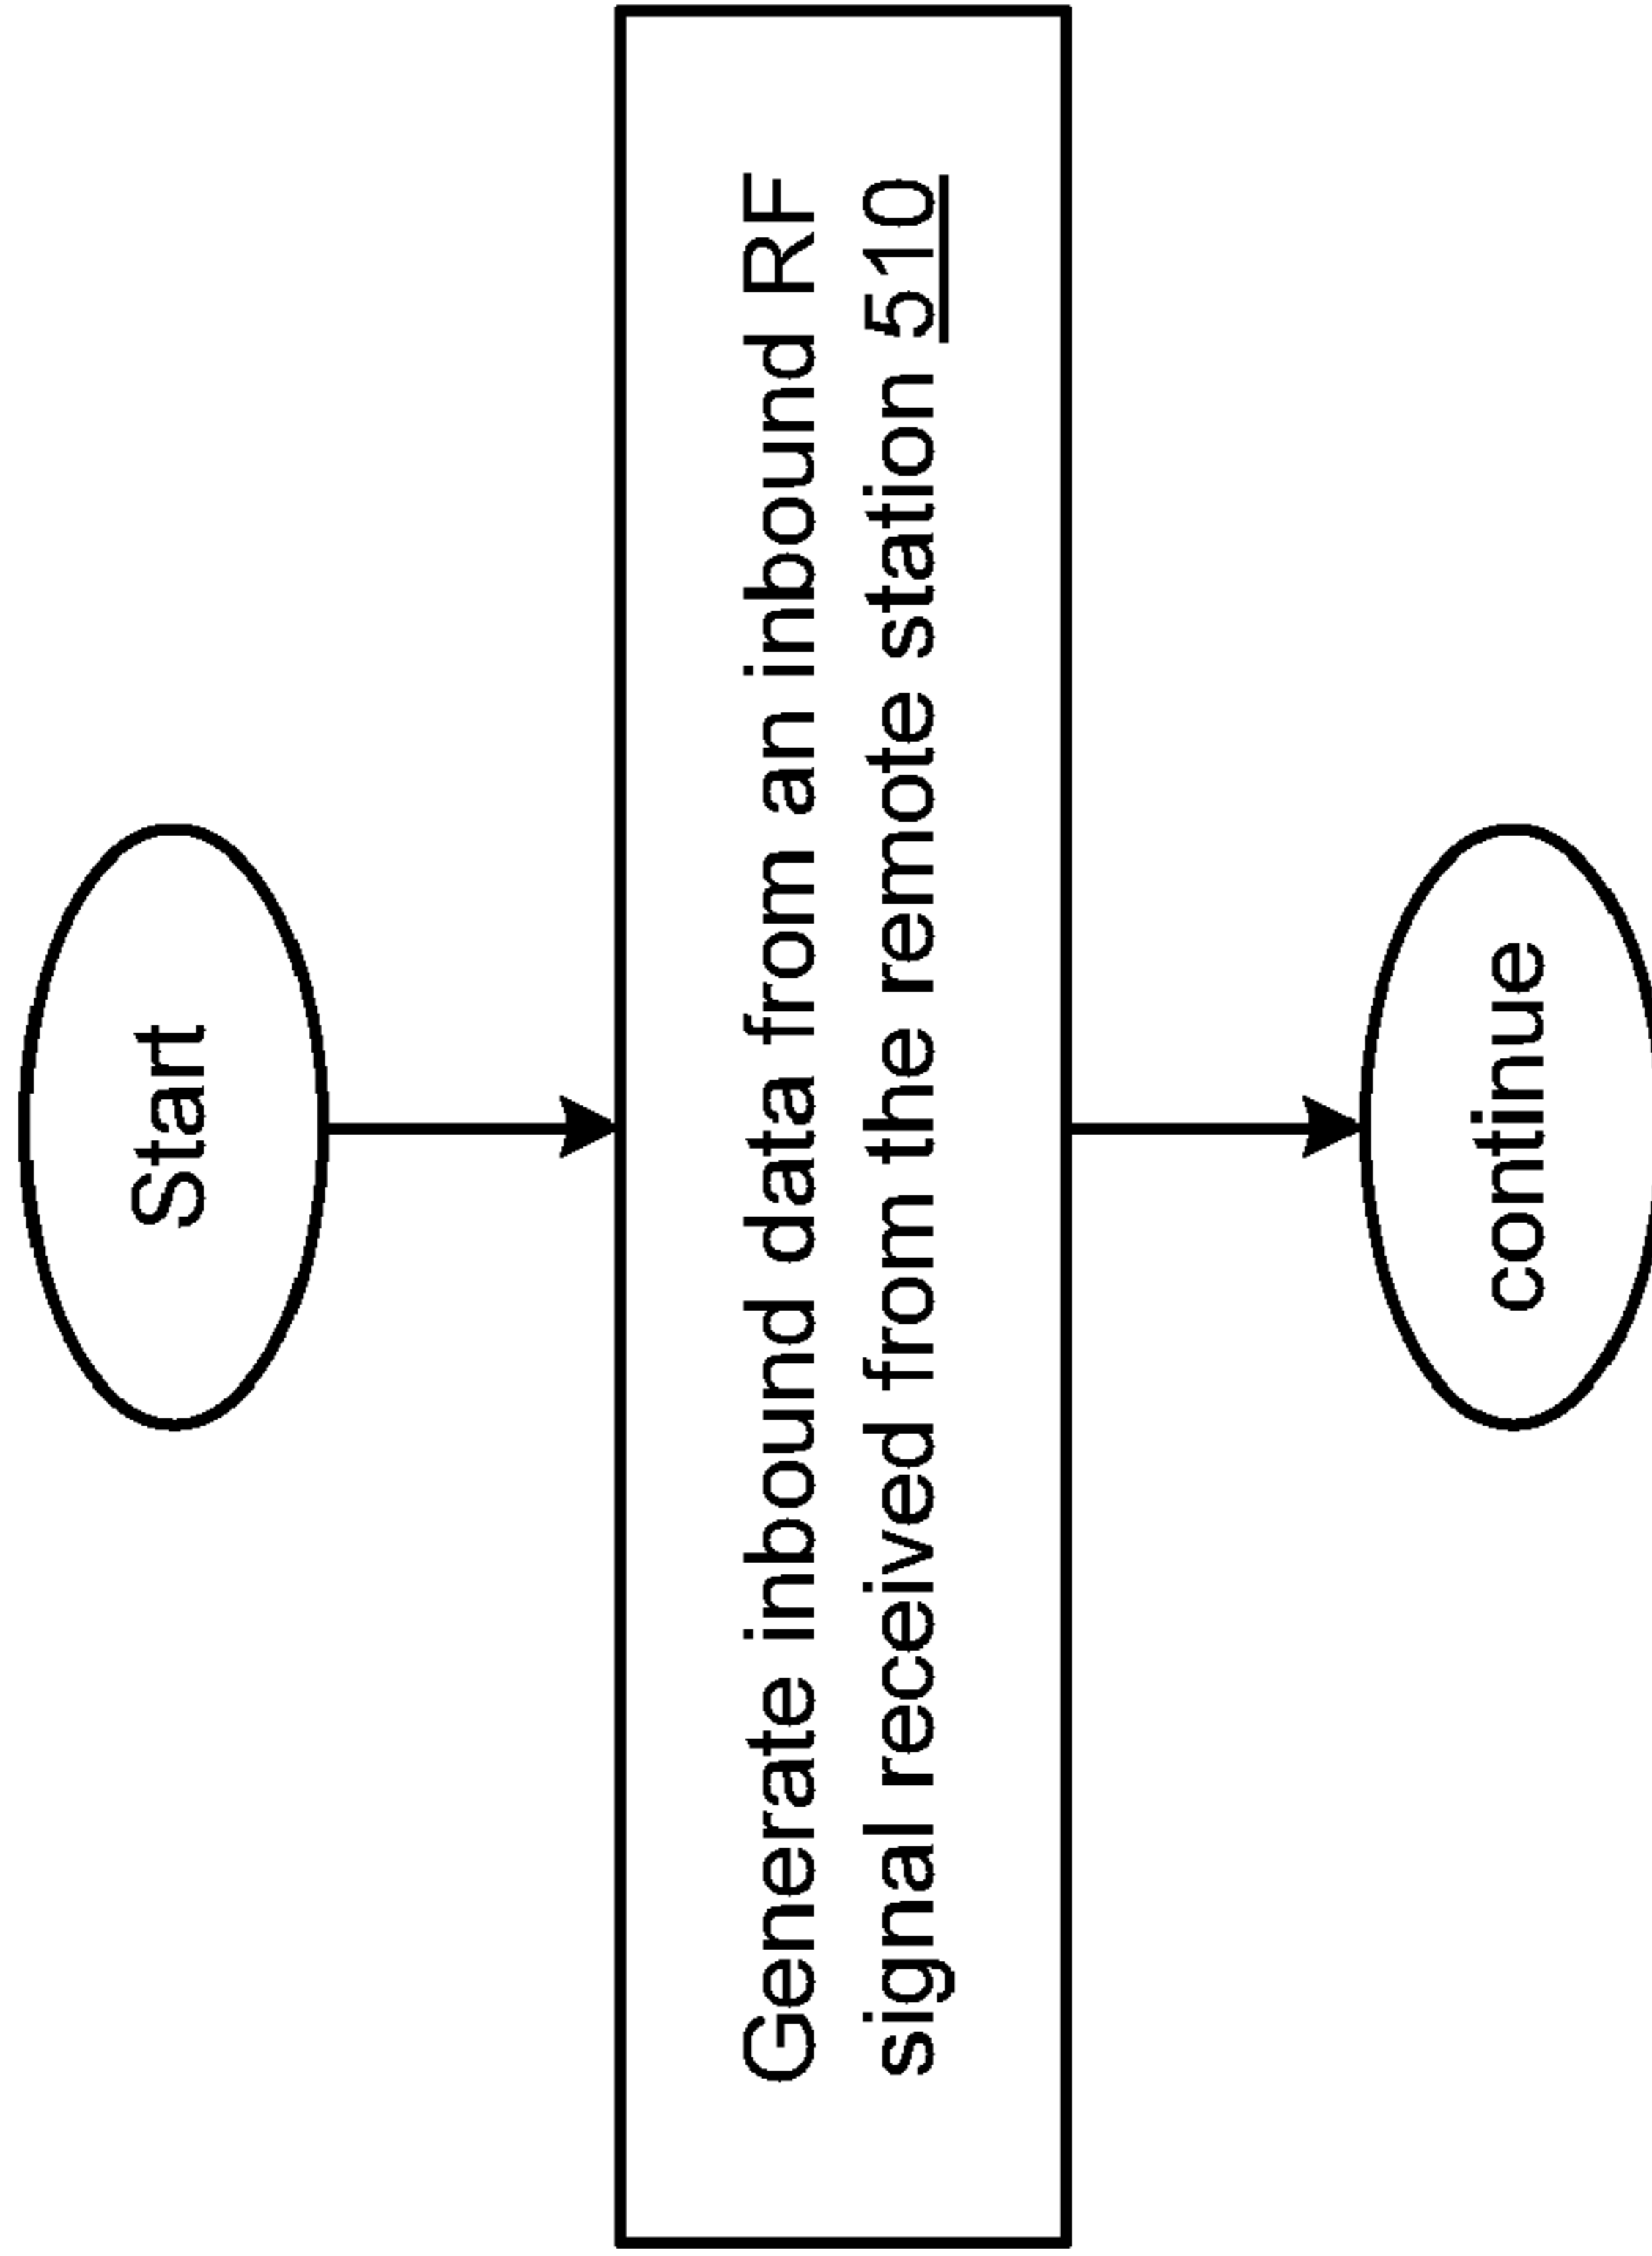 Start
Generate inbound data from an inbound RF
signal received from the remote station 510
continue